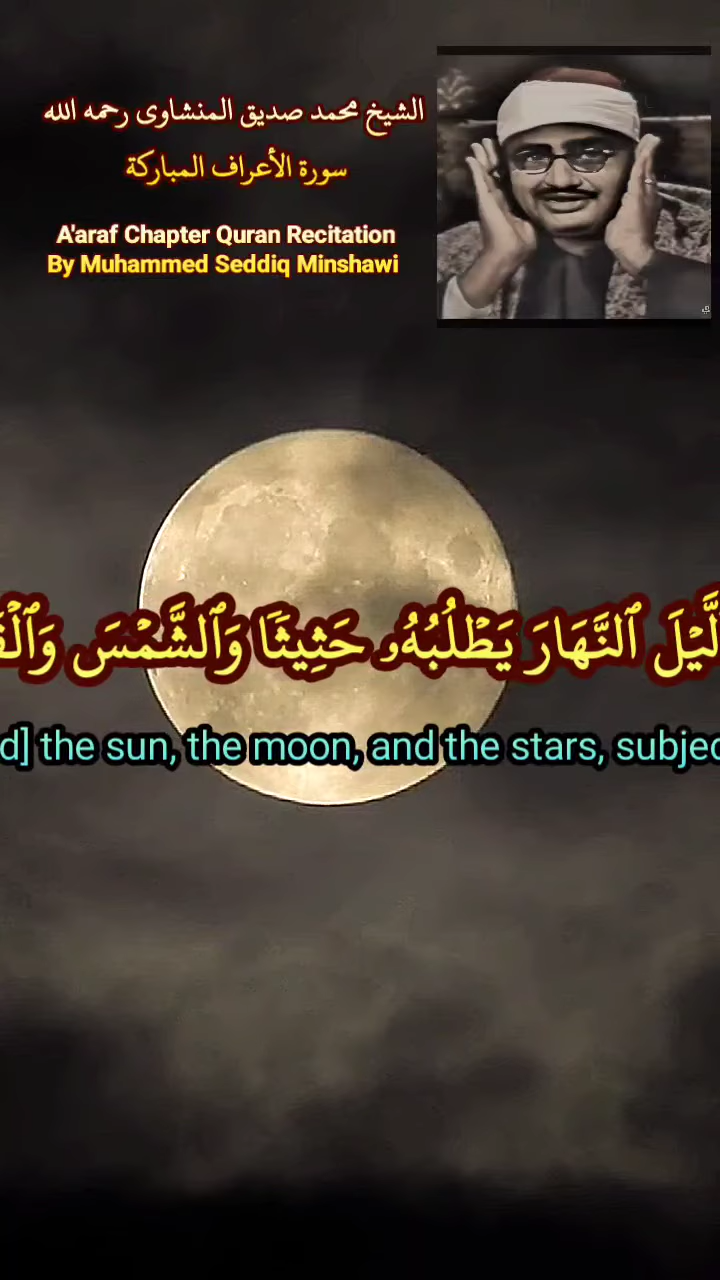 الشيخ محمد صديق المنشاوى رحمه الله
سورة الأعراف المباركة
A'araf Chapter Quran Recitation
By Muhammed Seddiq Minshawi
لَّيۡلَ ٱلنَّهَارَ يَطۡلُبُهُۥ حَثِيثٗا وَٱلشَّمۡسَ وَٱلۡقَ
d] the sun, the moon, and the stars, subjec